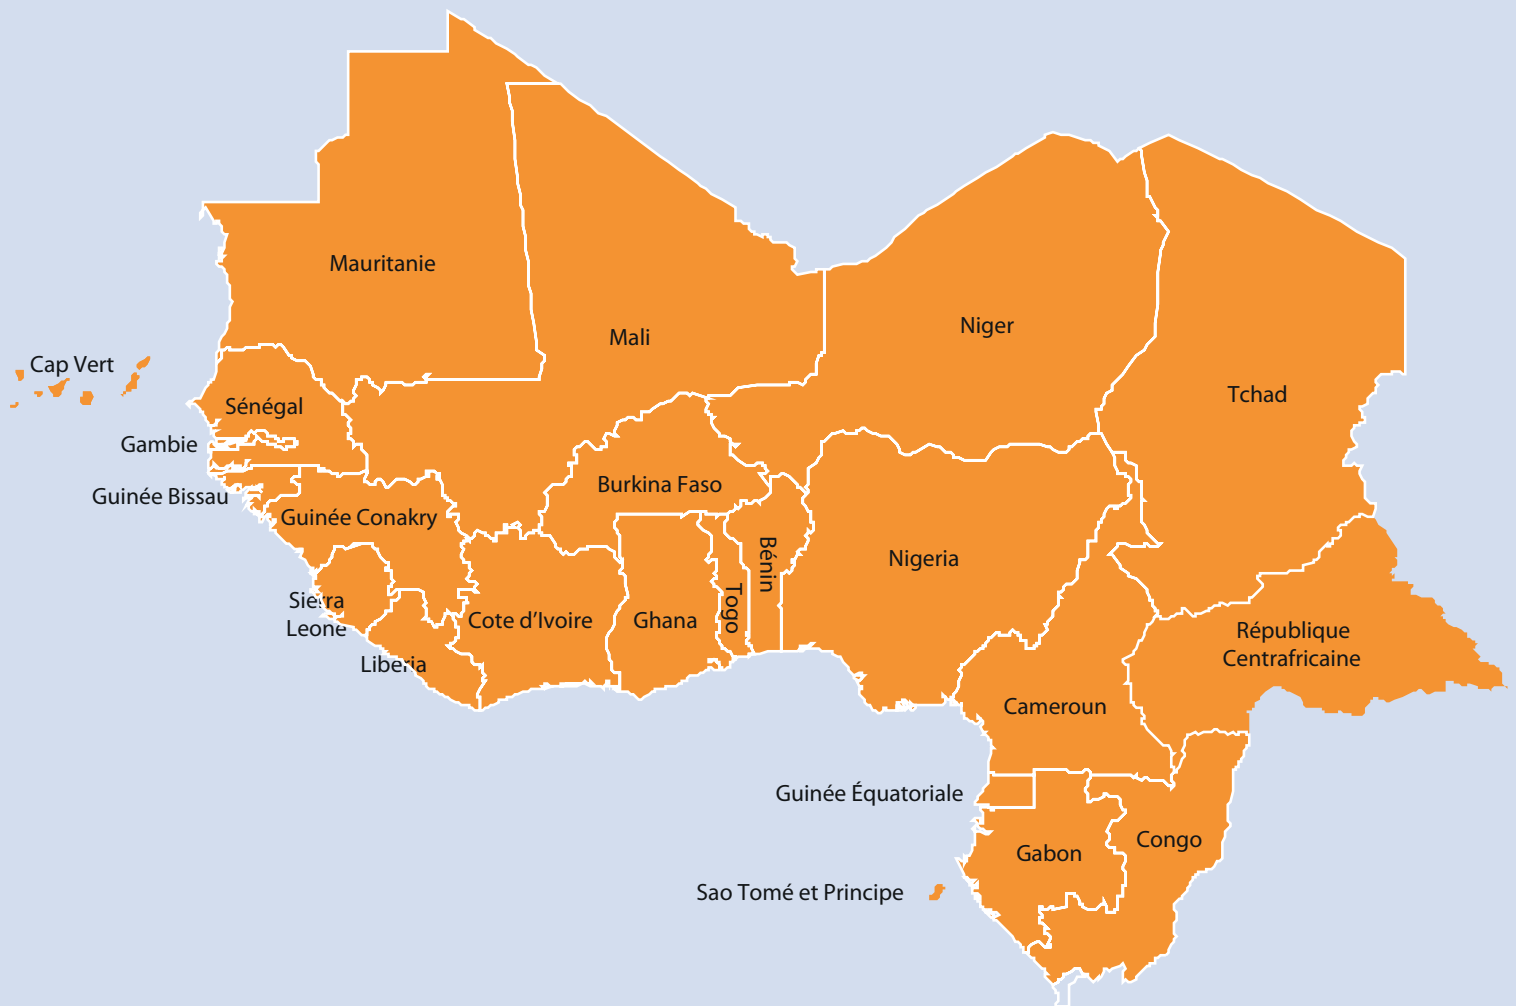 Mauritanie
Mali
Niger
Cap Vert
Tchad
Sénégal
Gambie
Burkina Faso
Guinée Bissau
Guinée Conakry
Bénin
Nigeria
Sierra
Leone
Togo
Cote d’Ivoire
Ghana
République
Centrafricaine
Liberia
Cameroun
Guinée Équatoriale
Congo
Gabon
Sao Tomé et Principe